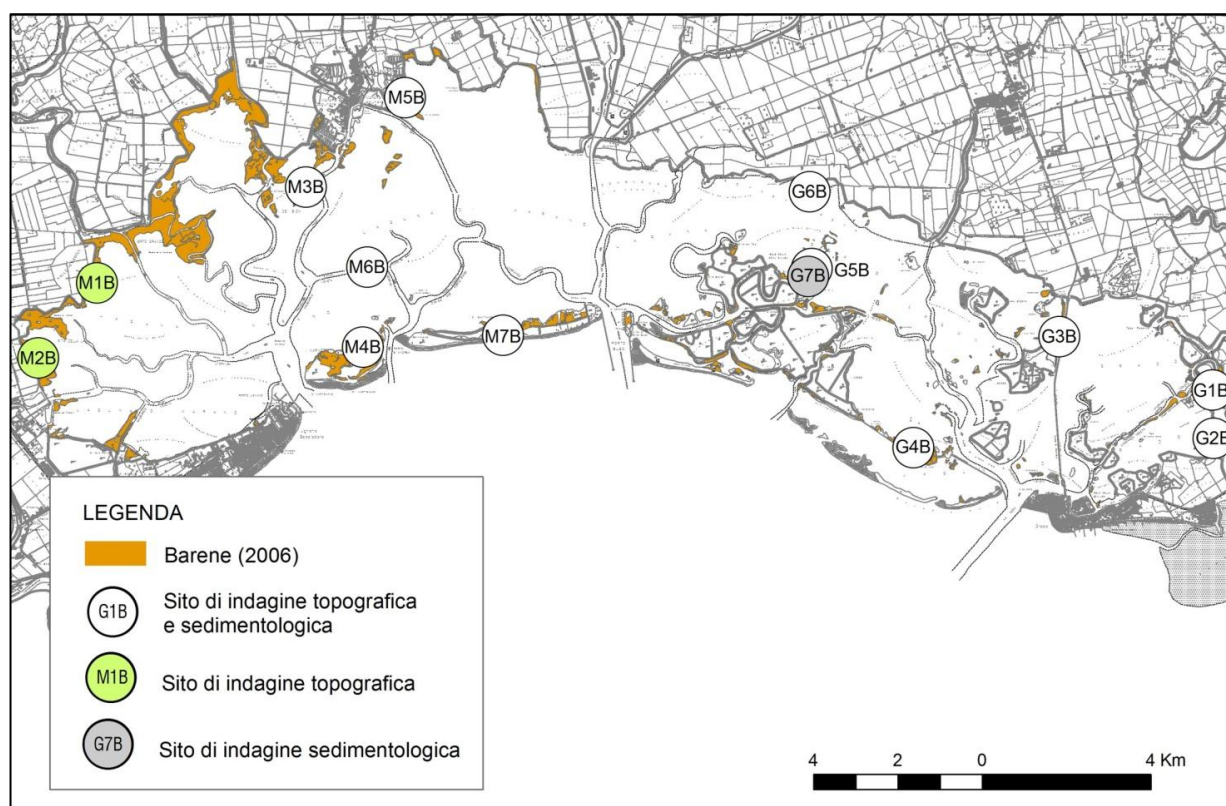 M5B
M3B
G6B
M1B
M6B
G5B
G7B
M2B
M4B
M7B
G3B
G1B
G4B
G2B
LEGENDA
Barene (2006)
G1B
Sito di indagine topografica
e sedimentologica
M1B
Sito di indagine topografica
G7B
Sito di indagine sedimentologica
4 2 0 4 Km